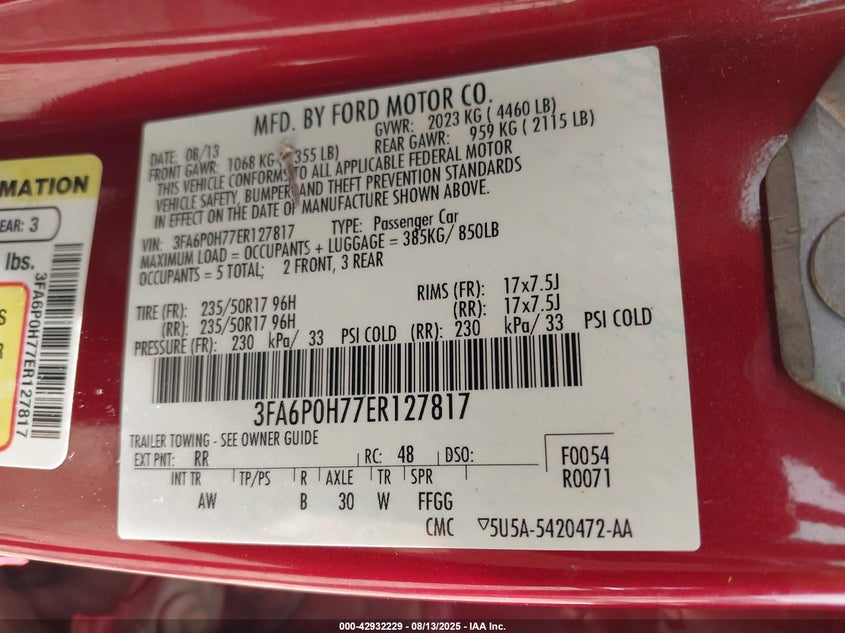 MFD. BY FORD MOTOR CO.
DATE: 08/13 GVWR: 2023 KG ( 4460 LB)
FRONT GAWR: 1068 KG ( 355 LB) REAR GAWR: 959 KG ( 2115 LB)
THIS VEHICLE CONFORMS TO ALL APPLICABLE FEDERAL MOTOR
VEHICLE SAFETY, BUMPER, AND THEFT PREVENTION STANDARDS
IN EFFECT ON THE DATE OF MANUFACTURE SHOWN ABOVE.
VIN: 3FA6P0H77ER127817 TYPE: Passenger Car
MAXIMUM LOAD = OCCUPANTS + LUGGAGE = 385KG/ 850LB
OCCUPANTS = 5 TOTAL; 2 FRONT, 3 REAR
TIRE (FR): 235/50R17 96H RIMS (FR): 17x7.5J
(RR): 235/50R17 96H (RR): 17x7.5J
PRESSURE (FR): 230 kPa/ 33 PSI COLD (RR): 230 kPa/ 33 PSI COLD
3FA6P0H77ER127817
TRAILER TOWING - SEE OWNER GUIDE
EXT PNT: RR RC: 48 DSO: F0054
R0071
INT TR TP/PS R AXLE TR SPR
AW B 30 W FFGG
CMC ▽5U5A-5420472-AA
MATION
EAR: 3
lbs.
S
R
3FA6P0H77ER127817
000-42932229 - 08/13/2025 - IAA Inc.